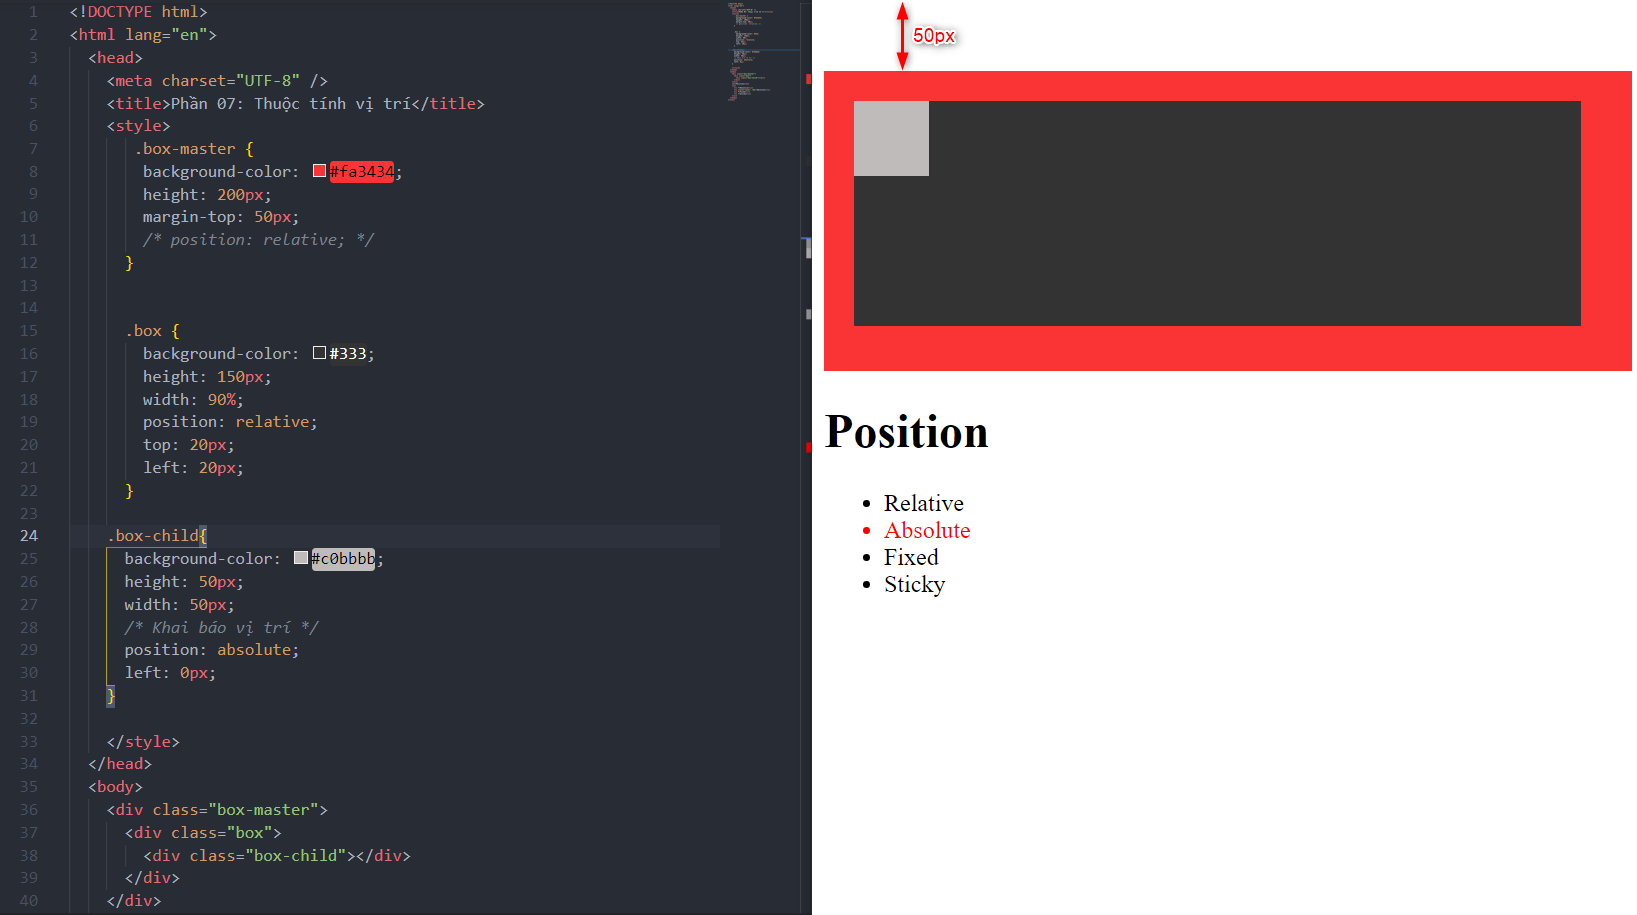 1 <!DOCTYPE html>
2 <html lang="en">
3 <head>
4 <meta charset="UTF-8" />
5 <title>Phần 07: Thuộc tính vị trí</title>
6 <style>
7 .box-master {
8 background-color: #fa3434;
9 height: 200px;
10 margin-top: 50px;
11 /* position: relative; */
12 }
13
14
15 .box {
16 background-color: #333;
17 height: 150px;
18 width: 90%;
19 position: relative;
20 top: 20px;
21 left: 20px;
22 }
23
24 .box-child{
25 background-color: #c0bbbb;
26 height: 50px;
27 width: 50px;
28 /* Khai báo vị trí */
29 position: absolute;
30 left: 0px;
31 }
32
33 </style>
34 </head>
35 <body>
36 <div class="box-master">
37 <div class="box">
38 <div class="box-child"></div>
39 </div>
40 </div>
50px
Position
• Relative
• Absolute
• Fixed
• Sticky